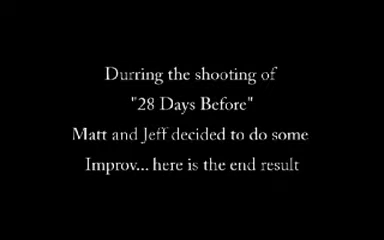 Durring the shooting of
"28 Days Before"
Matt and Jeff decided to do some
Improv... here is the end result